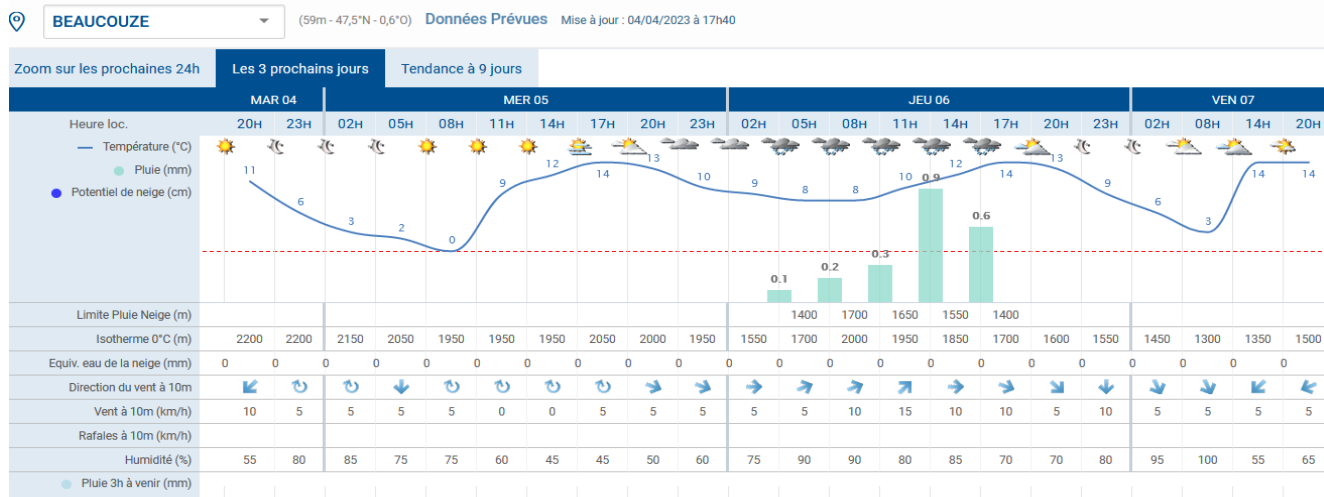 BEAUCOUZE (59m - 47,5°N - 0,6°O) Données Prévues Mise à jour : 04/04/2023 à 17h40
Zoom sur les prochaines 24h Les 3 prochains jours Tendance à 9 jours
MAR 04 MER 05 JEU 06 VEN 07
Heure loc. 20H 23H 02H 05H 08H 11H 14H 17H 20H 23H 02H 05H 08H 11H 14H 17H 20H 23H 02H 08H 14H 20H
Température (°C) 11 6 3 2 0 9 12 14 13 10 9 8 8 10 12 14 13 9 6 3 14 14
Pluie (mm) 0.1 0.2 0.3 0.9 0.6
Potentiel de neige (cm)
Limite Pluie Neige (m) 1400 1700 1650 1550 1400
Isotherme 0°C (m) 2200 2200 2150 2050 1950 1950 1950 2050 2000 1950 1550 1700 2000 1950 1850 1700 1600 1550 1450 1300 1350 1500
Equiv. eau de la neige (mm) 0 0 0 0 0 0 0 0 0 0 0 0 0 0 0 0 0 0 0 0 0 0
Direction du vent à 10m
Vent à 10m (km/h) 10 5 5 5 5 0 0 5 5 5 5 5 10 15 10 10 5 10 5 5 5 5
Rafales à 10m (km/h)
Humidité (%) 55 80 85 75 75 60 45 45 50 60 75 90 90 80 85 70 70 80 95 100 55 65
Pluie 3h à venir (mm)